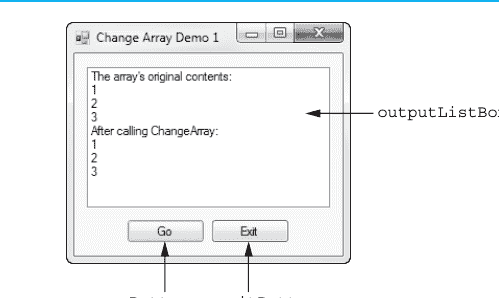 Change Array Demo 1
The array's original contents:
1
2
3
After calling ChangeArray:
1
2
3
Go
Exit